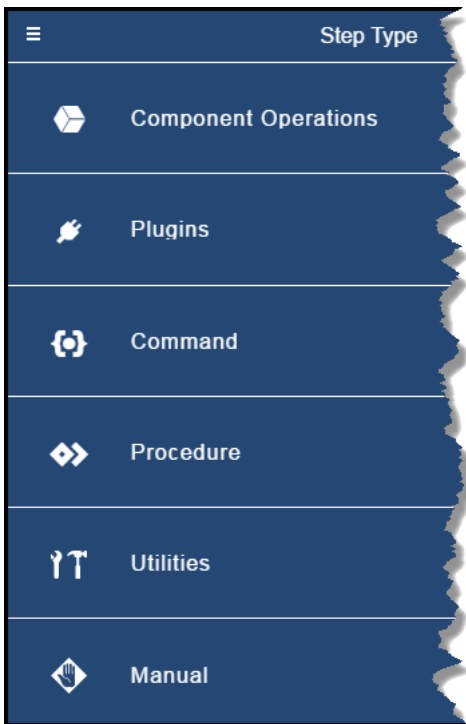 Step Type
Component Operations
Plugins
Command
Procedure
Utilities
Manual